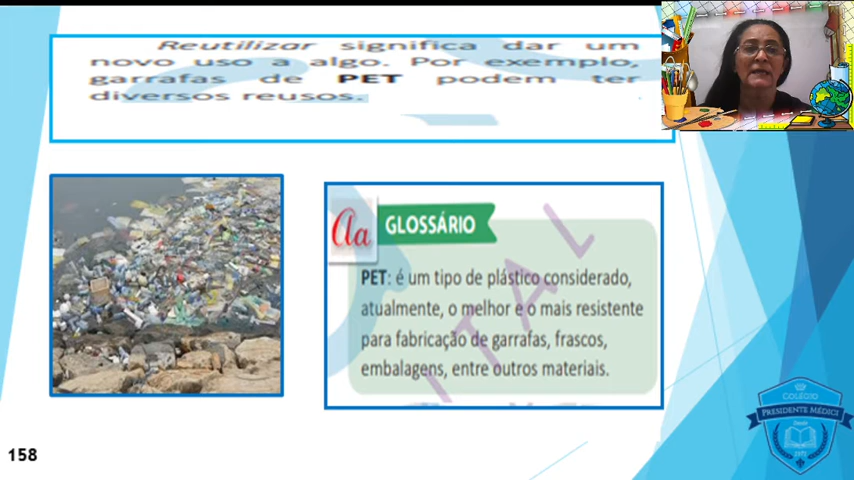 Reutilizar significa dar um
novo uso a algo. Por exemplo,
garrafas de PET podem ter
diversos reusos.
Aa GLOSSÁRIO
PET: é um tipo de plástico considerado,
atualmente, o melhor e o mais resistente
para fabricação de garrafas, frascos,
embalagens, entre outros materiais.
ITAL
COLÉGIO
PRESIDENTE MÉDICI
158